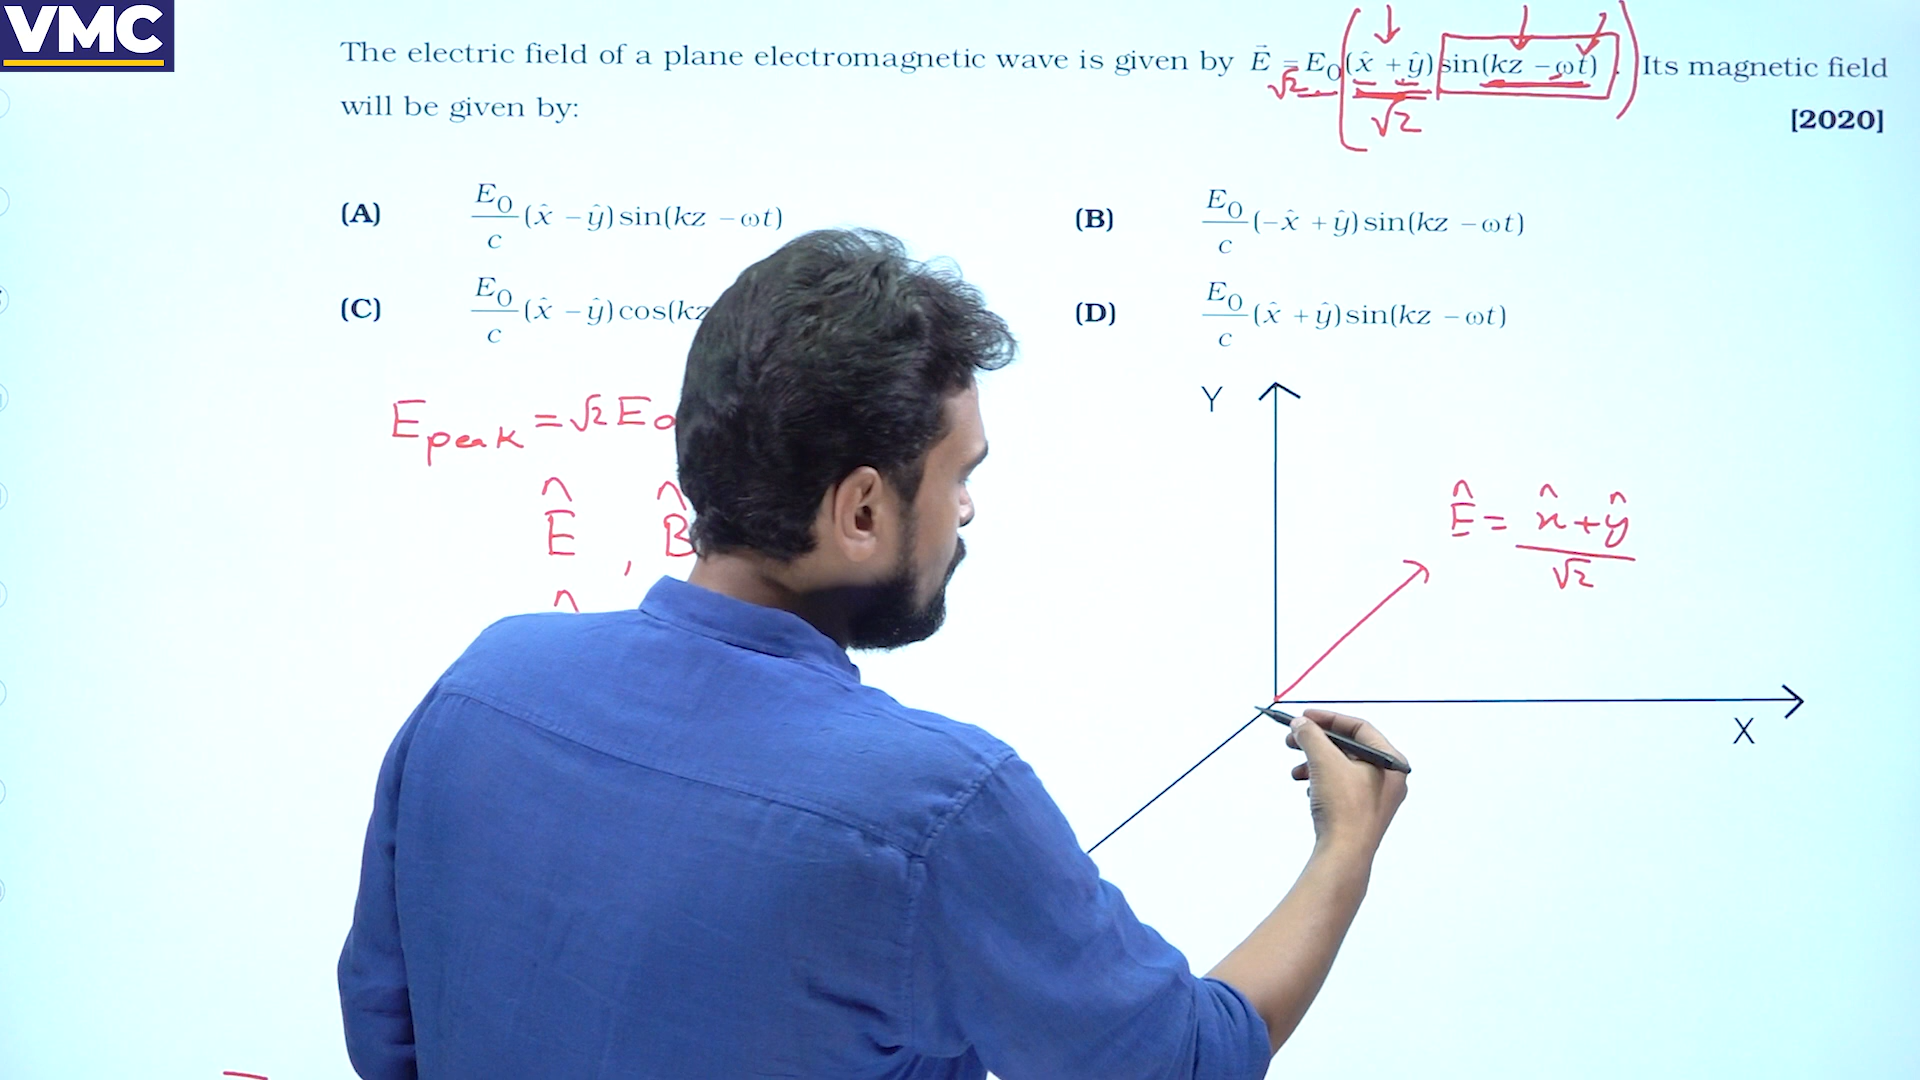 VMC
The electric field of a plane electromagnetic wave is given by E⃗ = E₀(x̂ + ŷ)sin(kz − ωt). Its magnetic field
√2
√2
will be given by:
[2020]
(A) E₀/c (x̂ − ŷ)sin(kz − ωt)
(B) E₀/c (−x̂ + ŷ)sin(kz − ωt)
(C) E₀/c (x̂ − ŷ)cos(kz
(D) E₀/c (x̂ + ŷ)sin(kz − ωt)
Y
E peak = √2 E₀
Ê , B̂
Ê = x̂ + ŷ / √2
X